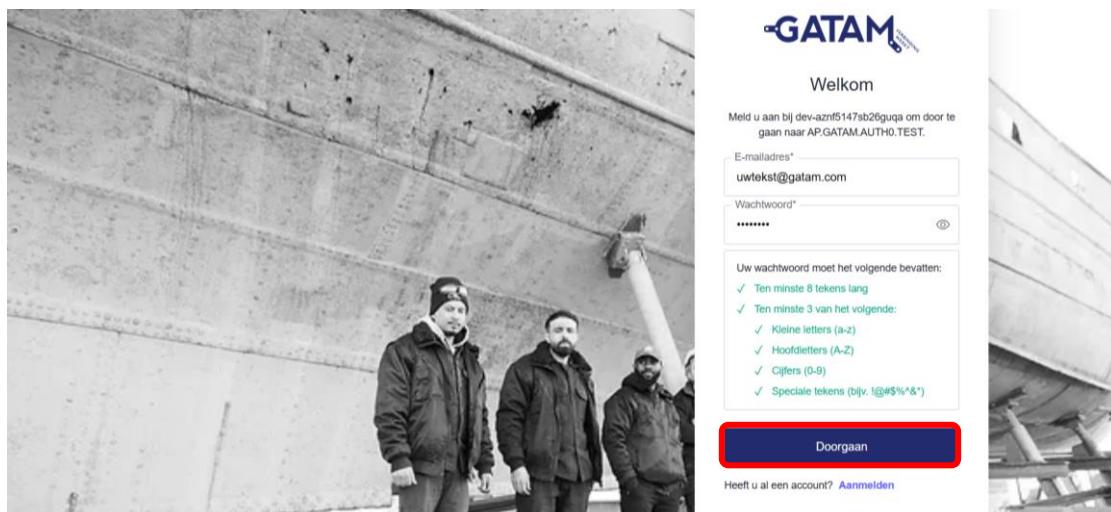 GATAM
Welkom
Meld u aan bij dev-aznf5147sb26guqa om door te
gaan naar AP.GATAM.AUTH0.TEST.
E-mailadres*
uwtekst@gatam.com
Wachtwoord*
••••••••
Uw wachtwoord moet het volgende bevatten:
✓ Ten minste 8 tekens lang
✓ Ten minste 3 van het volgende:
✓ Kleine letters (a-z)
✓ Hoofdletters (A-Z)
✓ Cijfers (0-9)
✓ Speciale tekens (bijv. !@#$%^&*)
Doorgaan
Heeft u al een account? Aanmelden